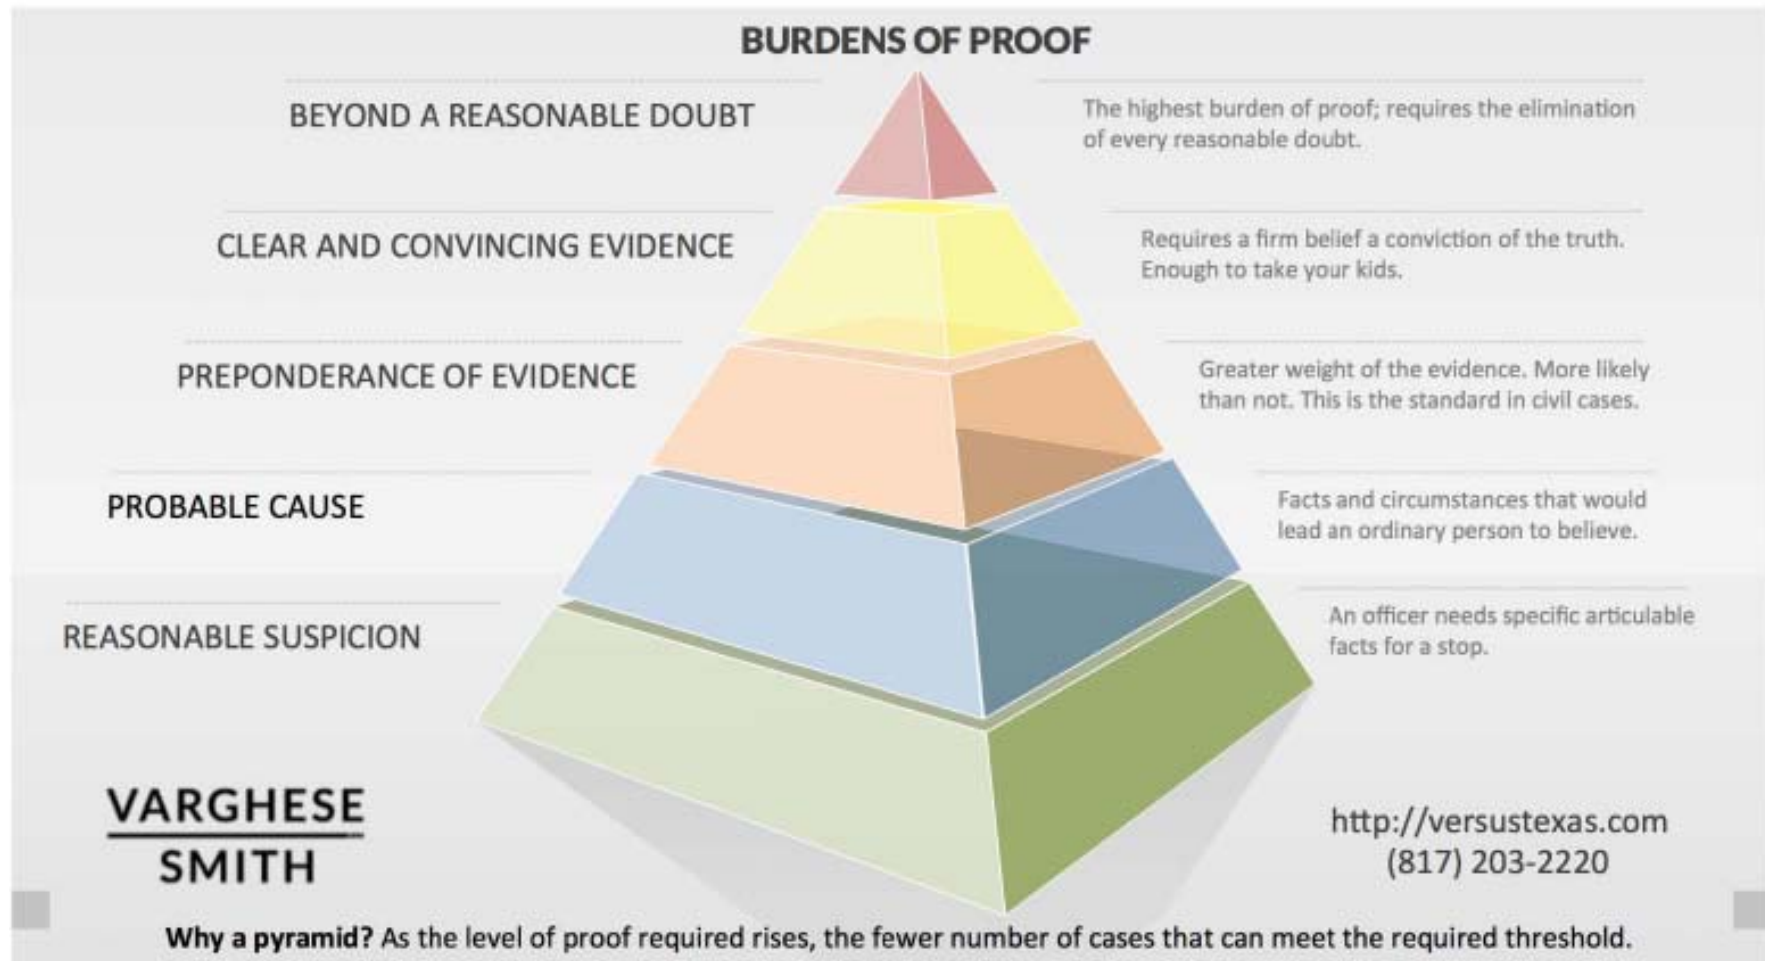 BURDENS OF PROOF
BEYOND A REASONABLE DOUBT
The highest burden of proof; requires the elimination
of every reasonable doubt.
CLEAR AND CONVINCING EVIDENCE
Requires a firm belief a conviction of the truth.
Enough to take your kids.
PREPONDERANCE OF EVIDENCE
Greater weight of the evidence. More likely
than not. This is the standard in civil cases.
PROBABLE CAUSE
Facts and circumstances that would
lead an ordinary person to believe.
REASONABLE SUSPICION
An officer needs specific articulable
facts for a stop.
VARGHESE
SMITH
http://versustexas.com
(817) 203-2220
Why a pyramid? As the level of proof required rises, the fewer number of cases that can meet the required threshold.